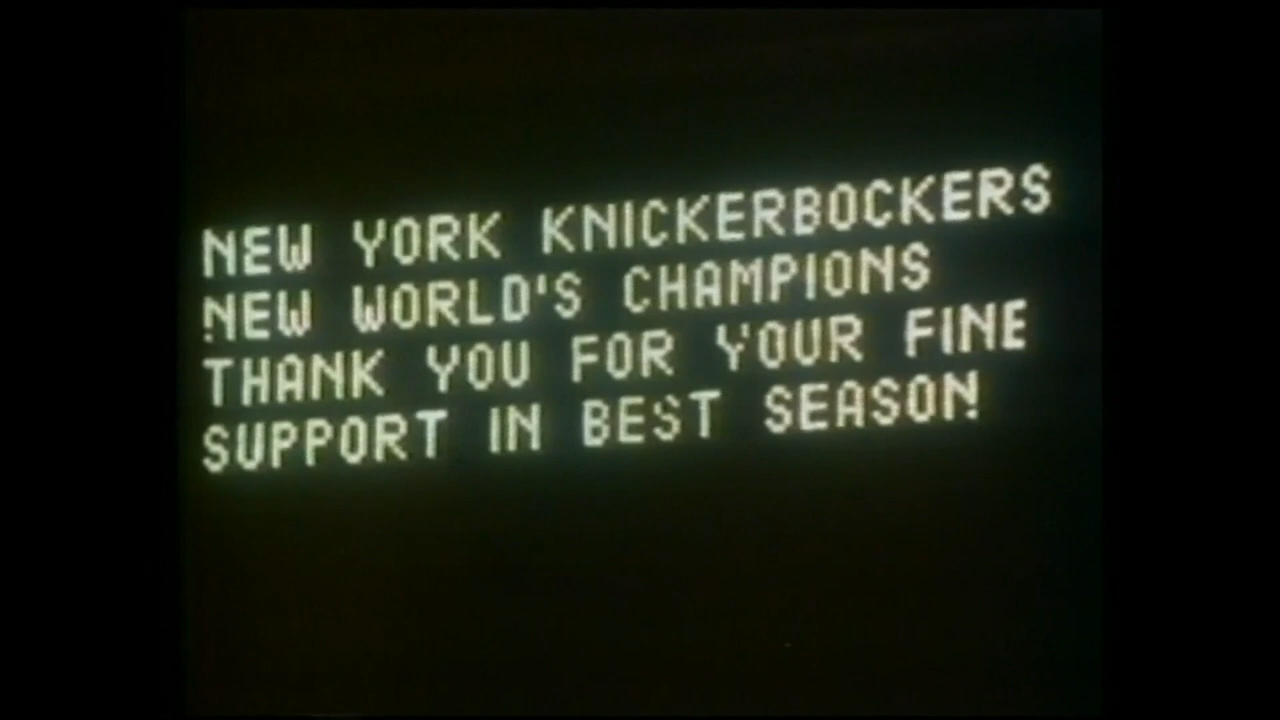 NEW YORK KNICKERBOCKERS
NEW WORLD'S CHAMPIONS
THANK YOU FOR YOUR FINE
SUPPORT IN BEST SEASON